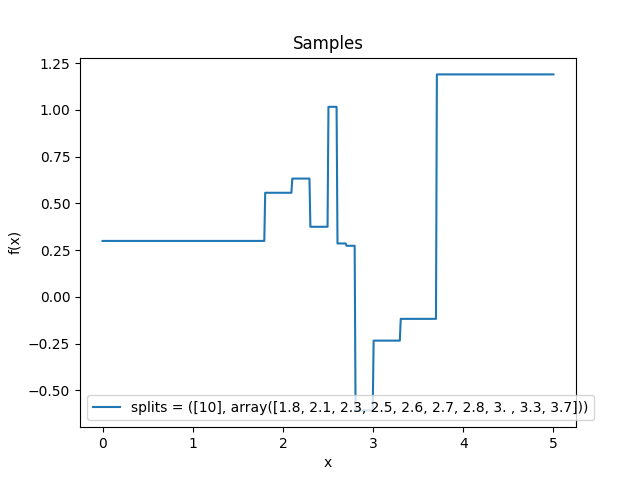 Samples
1.25
1.00
0.75
0.50
0.25
0.00
−0.25
−0.50
f(x)
splits = ([10], array([1.8, 2.1, 2.3, 2.5, 2.6, 2.7, 2.8, 3. , 3.3, 3.7]))
0 1 2 3 4 5
x